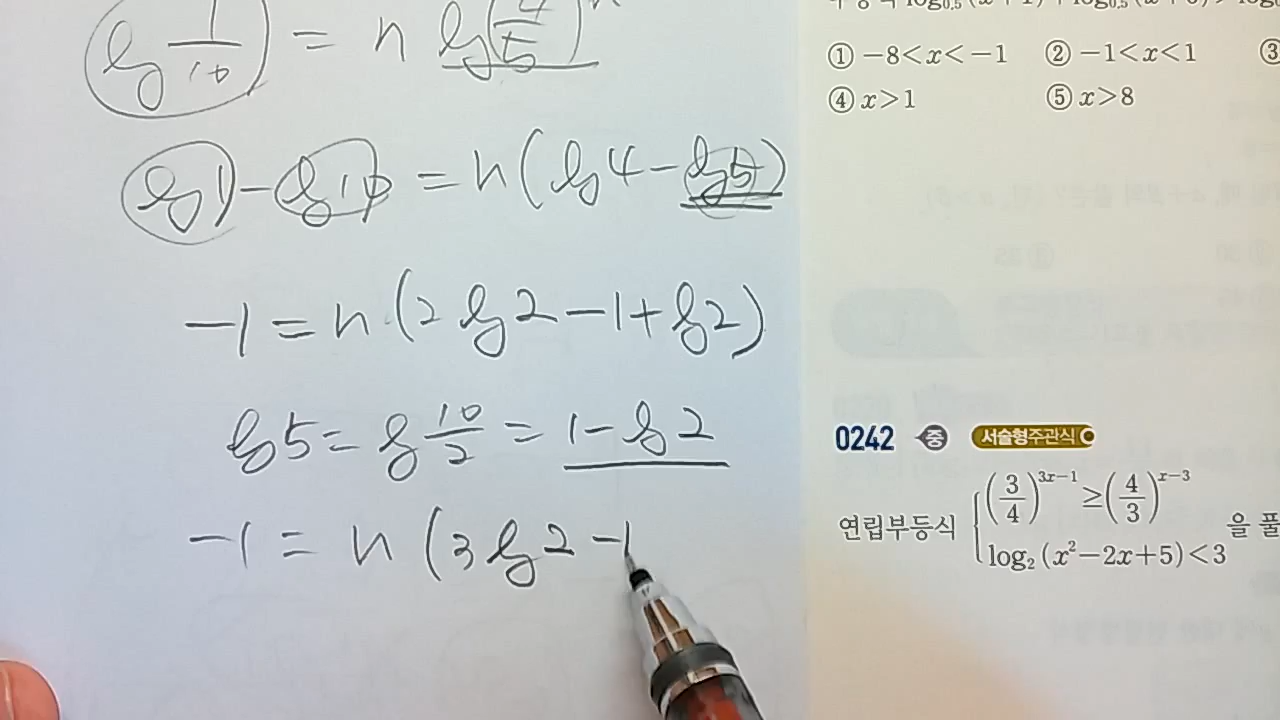 log 1/10 = n log(4/5)
log1 - log10 = n(log4 - log5)
-1 = n(2 log2 - 1 + log2)
log5 = log 10/2 = 1 - log2
-1 = n(3 log2 - 1
① -8<x<-1 ② -1<x<1 ③
④ x>1 ⑤ x>8
0242 중 서술형주관식
연립부등식 { (3/4)^(3x-1) ≥ (4/3)^(x-3)
log₂(x²-2x+5)<3 을 풀